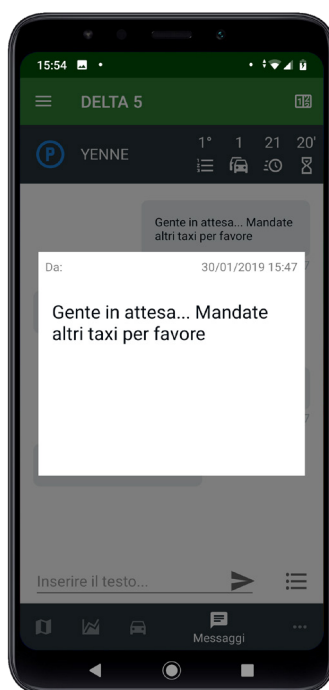 15:54
DELTA 5
YENNE
1° 1 21 20'
Gente in attesa... Mandate
altri taxi per favore
Da: 30/01/2019 15:47
Gente in attesa... Mandate
altri taxi per favore
Inserire il testo...
Messaggi